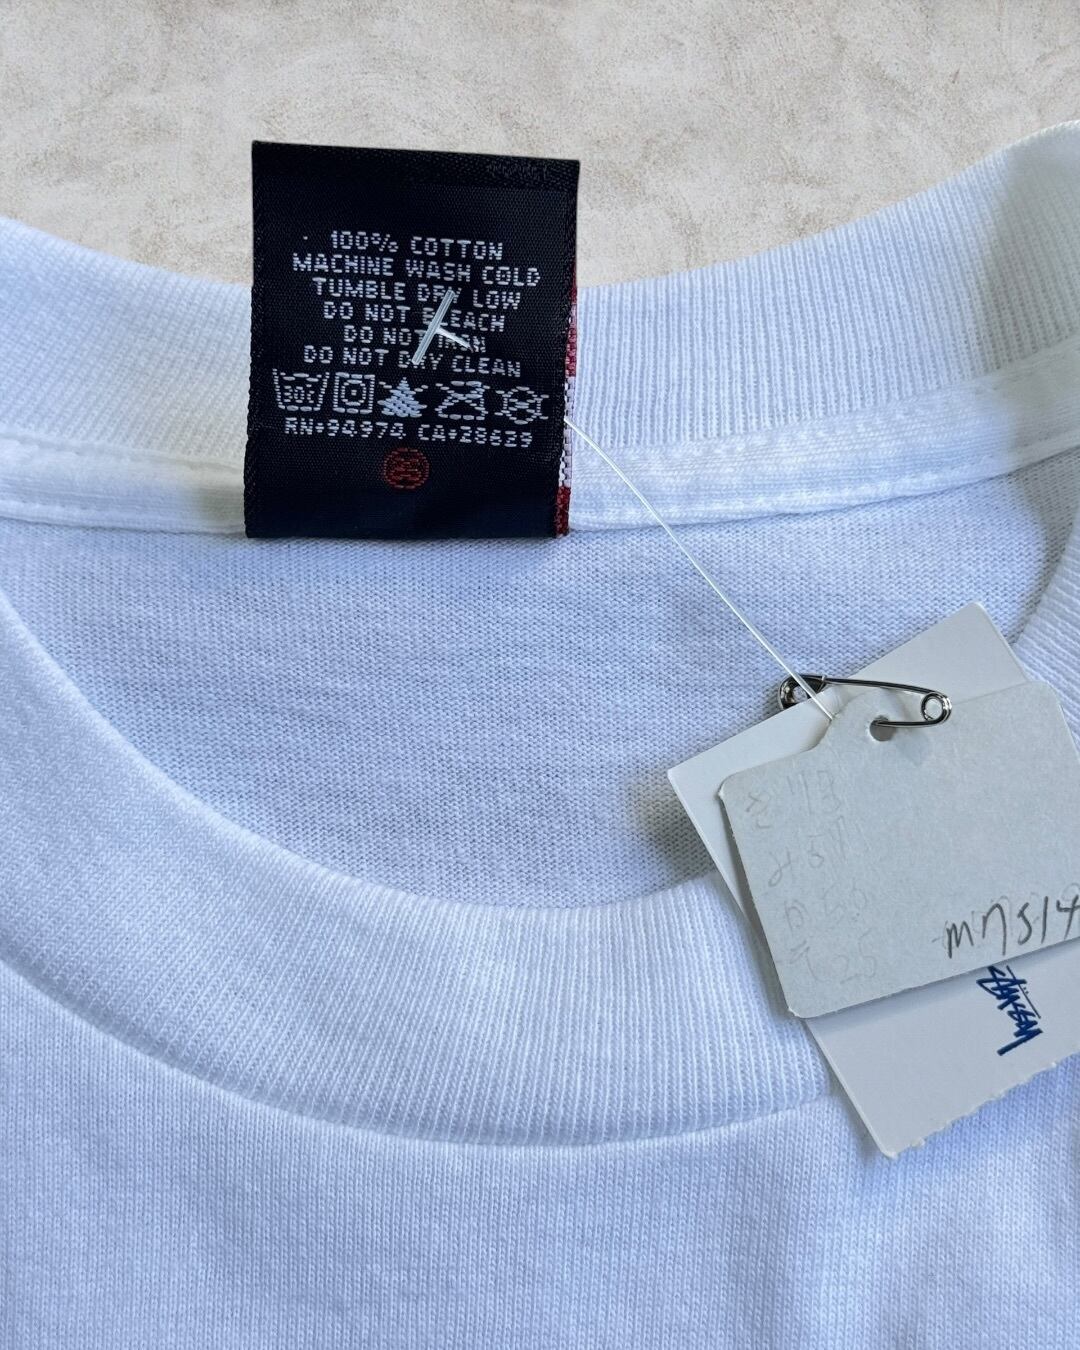 100% COTTON
MACHINE WASH COLD
TUMBLE DRY LOW
DO NOT BLEACH
DO NOT IRON
DO NOT DRY CLEAN
30C
RN#94974 CA#28629
STÜSSY